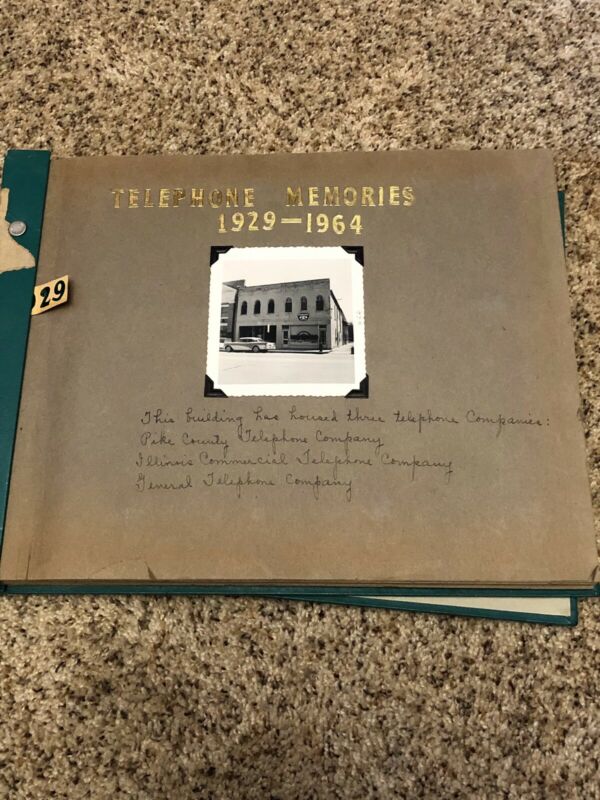 TELEPHONE MEMORIES
1929—1964
29
This building has housed three telephone Companies:
Pike County Telephone Company
Illinois Commercial Telephone Company
General Telephone Company